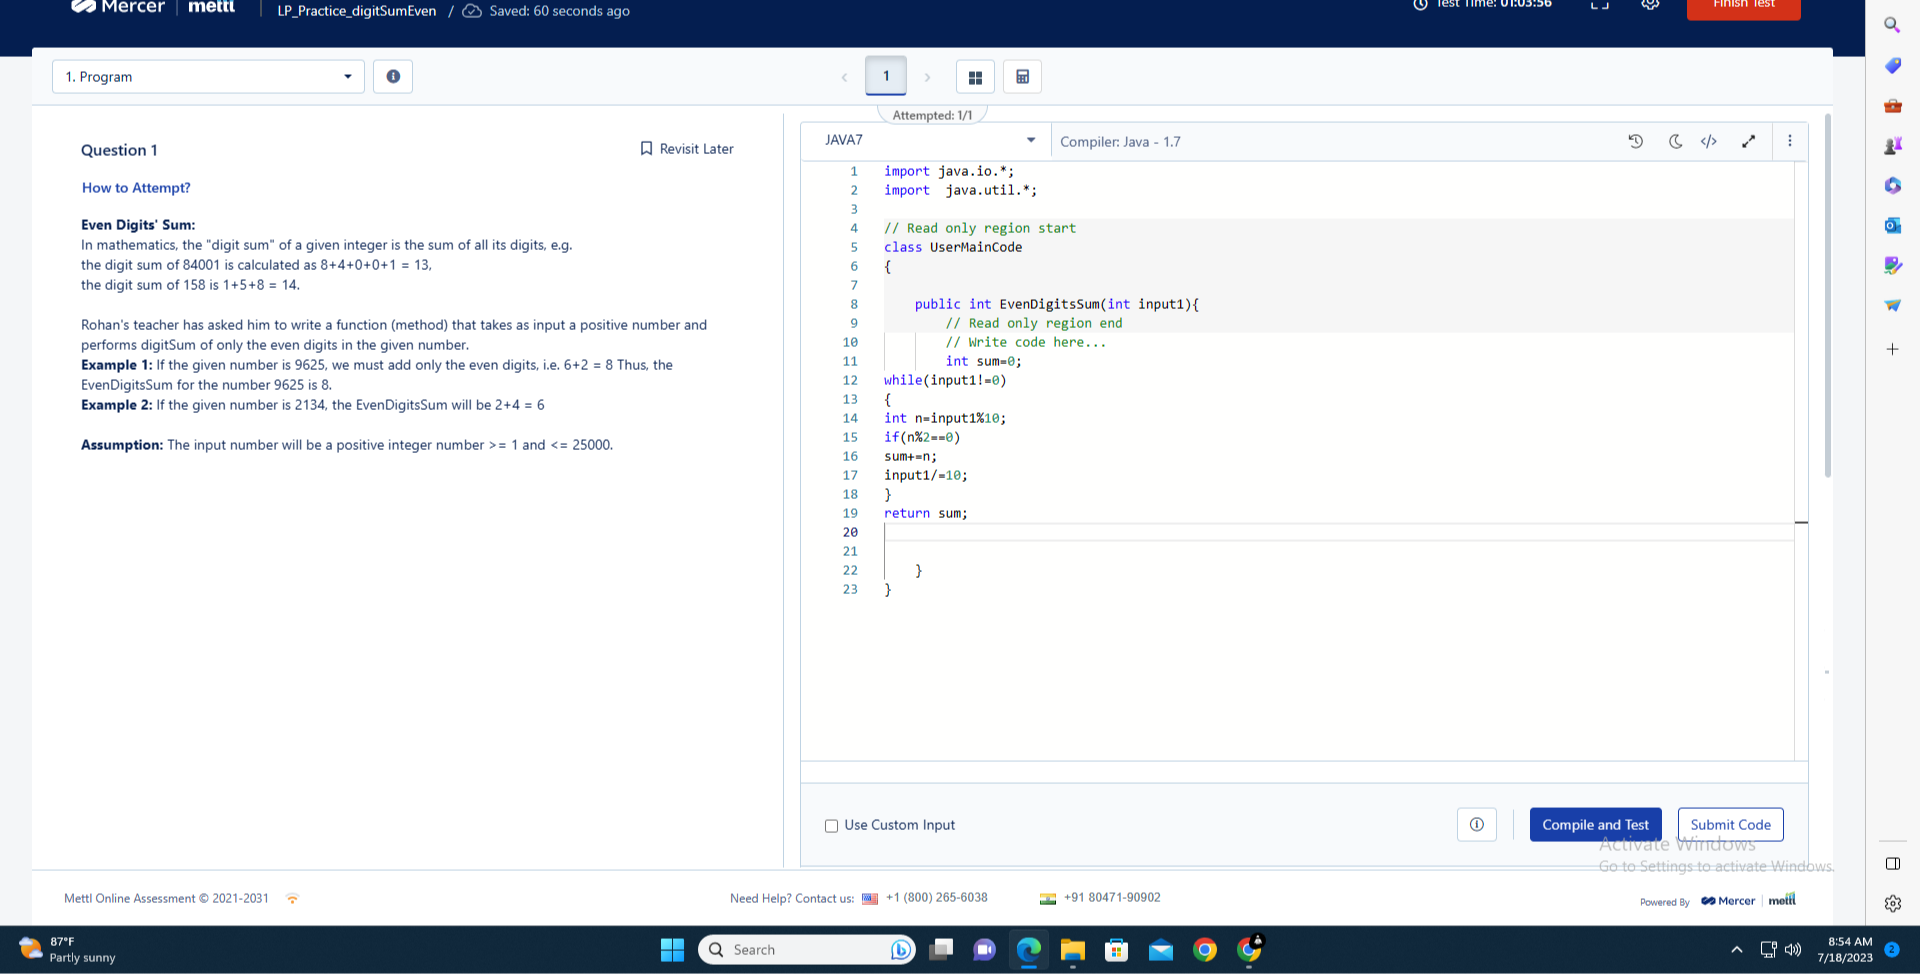 Mercer | mettl
LP_Practice_digitSumEven / Saved: 60 seconds ago
Test Time: 01:03:56
Finish Test
1. Program
1
Attempted: 1/1
Question 1
Revisit Later
How to Attempt?
Even Digits' Sum:
In mathematics, the "digit sum" of a given integer is the sum of all its digits, e.g.
the digit sum of 84001 is calculated as 8+4+0+0+1 = 13,
the digit sum of 158 is 1+5+8 = 14.
Rohan's teacher has asked him to write a function (method) that takes as input a positive number and
performs digitSum of only the even digits in the given number.
Example 1: If the given number is 9625, we must add only the even digits, i.e. 6+2 = 8 Thus, the
EvenDigitsSum for the number 9625 is 8.
Example 2: If the given number is 2134, the EvenDigitsSum will be 2+4 = 6
Assumption: The input number will be a positive integer number >= 1 and <= 25000.
JAVA7
Compiler: Java - 1.7
1 import java.io.*;
2 import  java.util.*;
3
4 // Read only region start
5 class UserMainCode
6 {
7
8     public int EvenDigitsSum(int input1){
9         // Read only region end
10         // Write code here...
11         int sum=0;
12 while(input1!=0)
13 {
14 int n=input1%10;
15 if(n%2==0)
16 sum+=n;
17 input1/=10;
18 }
19 return sum;
20
21
22     }
23 }
Use Custom Input
Compile and Test
Submit Code
Activate Windows
Go to Settings to activate Windows.
Mettl Online Assessment © 2021-2031
Need Help? Contact us: +1 (800) 265-6038
+91 80471-90902
Powered By Mercer | mettl
87°F
Partly sunny
Search
8:54 AM
7/18/2023
2